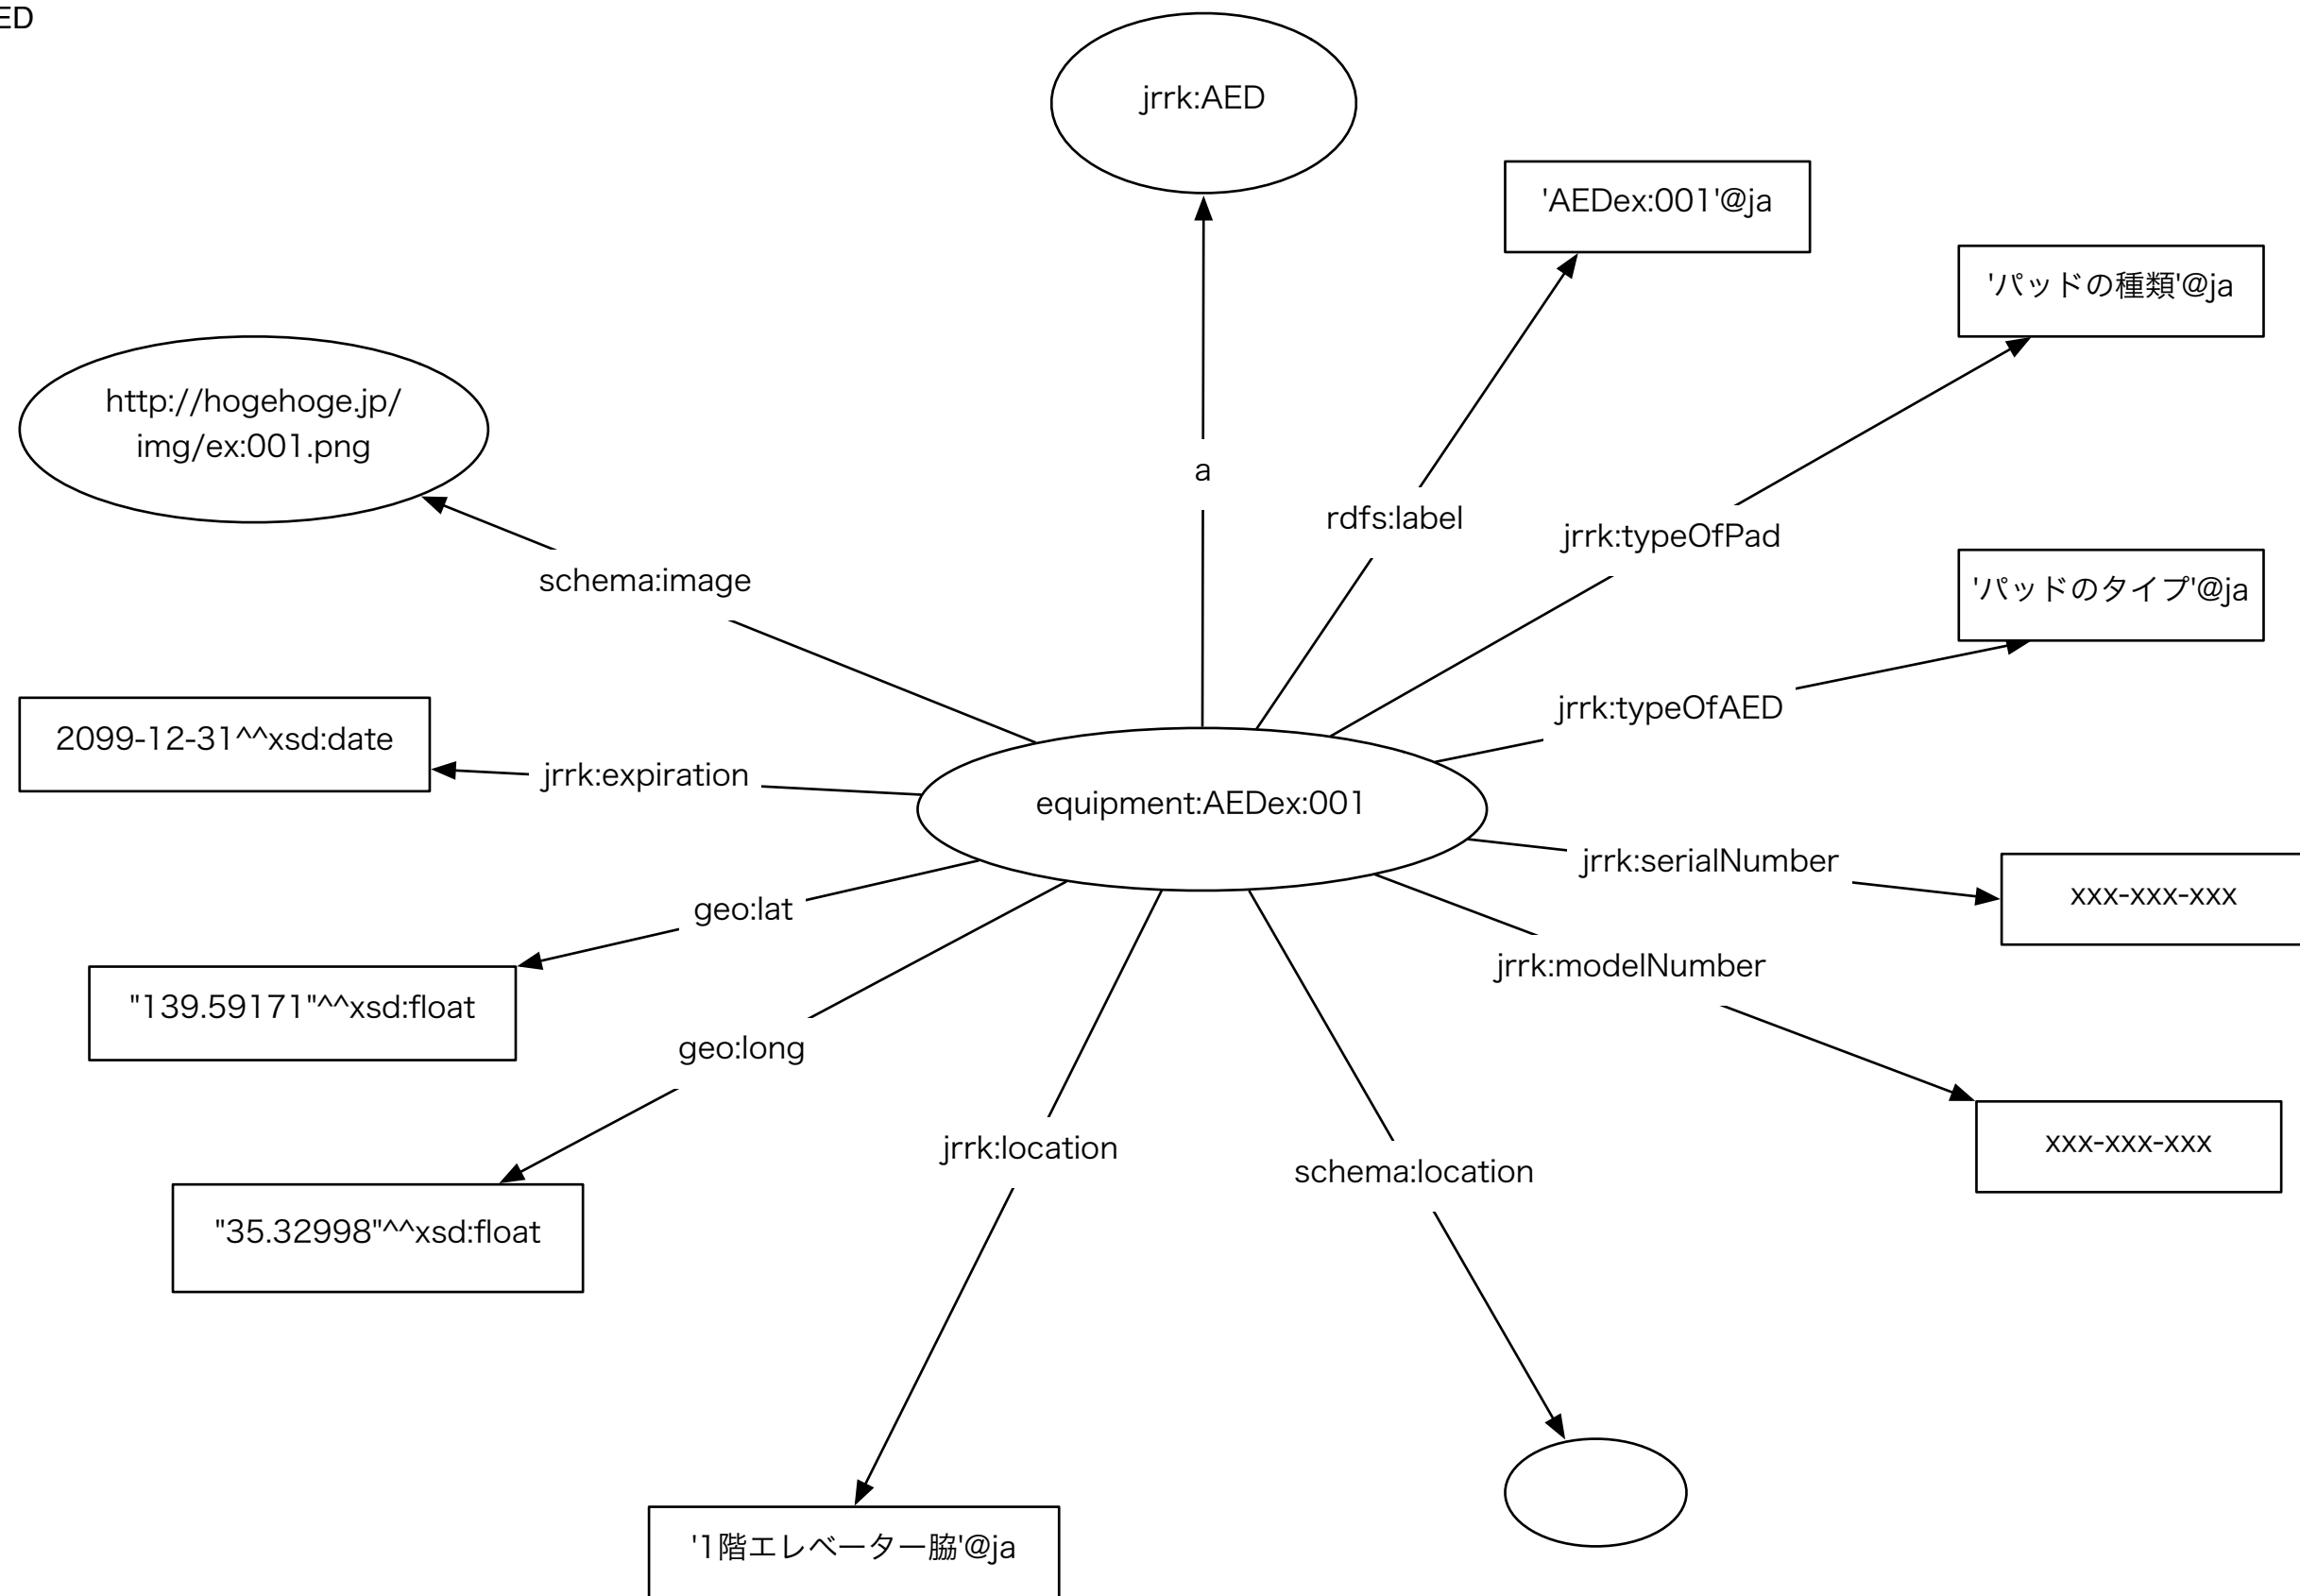 ED
jrrk:AED
'AEDex:001'@ja
'パッドの種類'@ja
http://hogehoge.jp/
img/ex:001.png
a
rdfs:label
jrrk:typeOfPad
schema:image
'パッドのタイプ'@ja
jrrk:typeOfAED
2099-12-31^^xsd:date
jrrk:expiration
equipment:AEDex:001
jrrk:serialNumber
xxx-xxx-xxx
geo:lat
jrrk:modelNumber
"139.59171"^^xsd:float
geo:long
jrrk:location
schema:location
xxx-xxx-xxx
"35.32998"^^xsd:float
'1階エレベーター脇'@ja